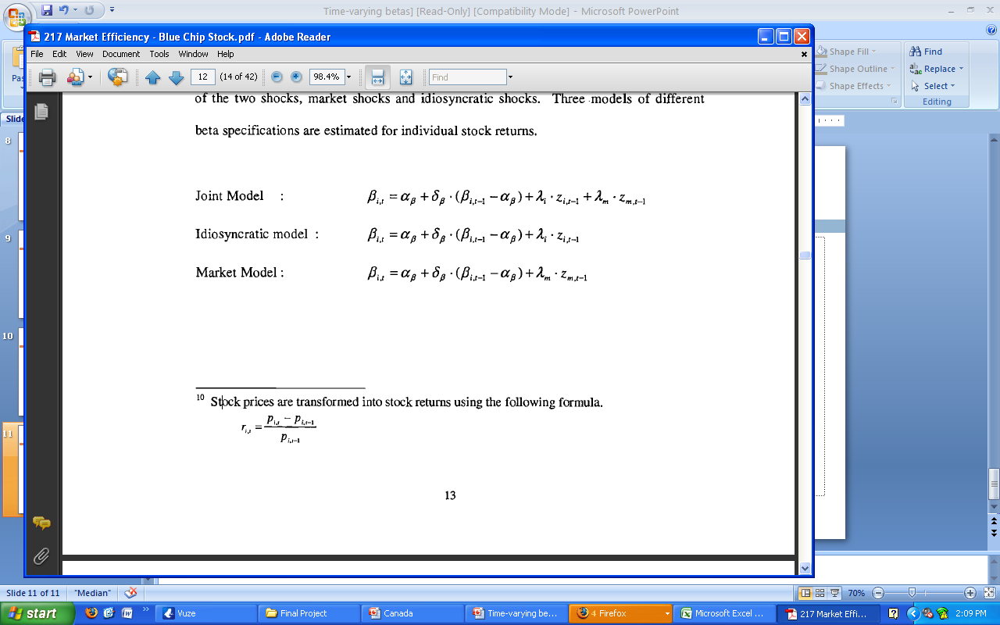 Time-varying betas] [Read-Only] [Compatibility Mode] - Microsoft PowerPoint
217 Market Efficiency - Blue Chip Stock.pdf - Adobe Reader
File Edit View Document Tools Window Help
12 (14 of 42) 98.4% Find
Shape Fill
Shape Outline
Shape Effects
Find
Replace
Select
Editing
Pas
Slide
8
9
10
11
of the two shocks, market shocks and idiosyncratic shocks. Three models of different
beta specifications are estimated for individual stock returns.
Joint Model : β_{i,t} = α_β + δ_β · (β_{i,t−1} − α_β) + λ_i · z_{i,t−1} + λ_m · z_{m,t−1}
Idiosyncratic model : β_{i,t} = α_β + δ_β · (β_{i,t−1} − α_β) + λ_i · z_{i,t−1}
Market Model : β_{i,t} = α_β + δ_β · (β_{i,t−1} − α_β) + λ_m · z_{m,t−1}
10 Stock prices are transformed into stock returns using the following formula.
r_{i,t} = (p_{i,t} − p_{i,t−1}) / p_{i,t−1}
13
Slide 11 of 11 "Median" 70%
start Vuze Final Project Canada Time-varying be... 4 Firefox Microsoft Excel ... 217 Market Effi... 2:09 PM